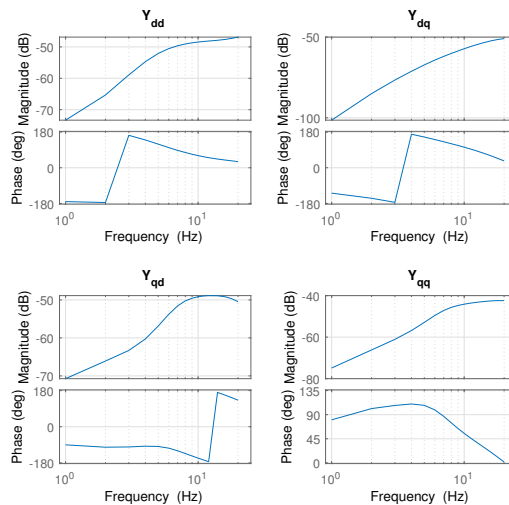 Y_dd
Magnitude (dB)
-50
-60
-70
Phase (deg)
180
0
-180
10^0
10^1
Frequency (Hz)
Y_dq
Magnitude (dB)
-50
-100
Phase (deg)
180
0
-180
10^0
10^1
Frequency (Hz)
Y_qd
Magnitude (dB)
-50
-60
-70
Phase (deg)
180
0
-180
10^0
10^1
Frequency (Hz)
Y_qq
Magnitude (dB)
-40
-60
-80
Phase (deg)
135
90
45
0
10^0
10^1
Frequency (Hz)